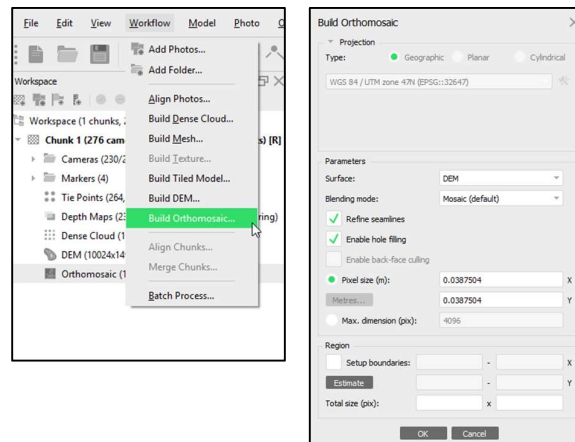 File Edit View Workflow Model Photo
Add Photos...
Add Folder...
Workspace
Align Photos...
Workspace (1 chunks,
Build Dense Cloud...
Chunk 1 (276 cam
Build Mesh...
s) [R]
Cameras (230/2
Build Texture...
Markers (4)
Build Tiled Model...
Tie Points (264,
Build DEM...
Depth Maps (23
Build Orthomosaic...
ring)
Dense Cloud (1
Align Chunks...
DEM (10024x14
Merge Chunks...
Orthomosaic (1
Batch Process...
Build Orthomosaic
Projection
Type: Geographic Planar Cylindrical
WGS 84 / UTM zone 47N (EPSG::32647)
Parameters
Surface: DEM
Blending mode: Mosaic (default)
Refine seamlines
Enable hole filling
Enable back-face culling
Pixel size (m): 0.0387504 X
Metres... 0.0387504 Y
Max. dimension (pix): 4096
Region
Setup boundaries: - X
Estimate - Y
Total size (pix): x
OK Cancel